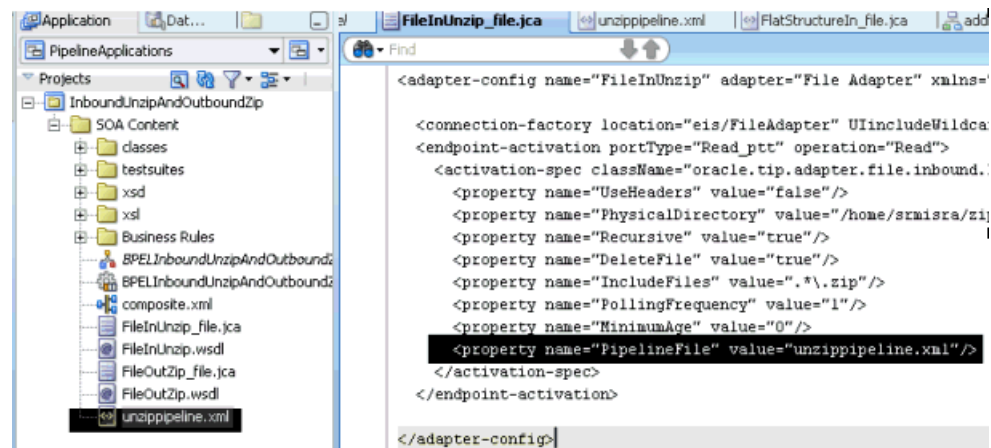 Application
Dat...
FileInUnzip_file.jca
unzippipeline.xml
FlatStructureIn_file.jca
add
PipelineApplications
Find
Projects
InboundUnzipAndOutboundZip
SOA Content
classes
testsuites
xsd
xsl
Business Rules
BPELInboundUnzipAndOutboundZ
BPELInboundUnzipAndOutboundZ
composite.xml
FileInUnzip_file.jca
FileInUnzip.wsdl
FileOutZip_file.jca
FileOutZip.wsdl
unzippipeline.xml
<adapter-config name="FileInUnzip" adapter="File Adapter" xmlns="
<connection-factory location="eis/FileAdapter" UIincludeWildca
<endpoint-activation portType="Read_ptt" operation="Read">
<activation-spec className="oracle.tip.adapter.file.inbound.
<property name="UseHeaders" value="false"/>
<property name="PhysicalDirectory" value="/home/srmisra/zip
<property name="Recursive" value="true"/>
<property name="DeleteFile" value="true"/>
<property name="IncludeFiles" value=".*\.zip"/>
<property name="PollingFrequency" value="1"/>
<property name="MinimumAge" value="0"/>
<property name="PipelineFile" value="unzippipeline.xml"/>
</activation-spec>
</endpoint-activation>
</adapter-config>